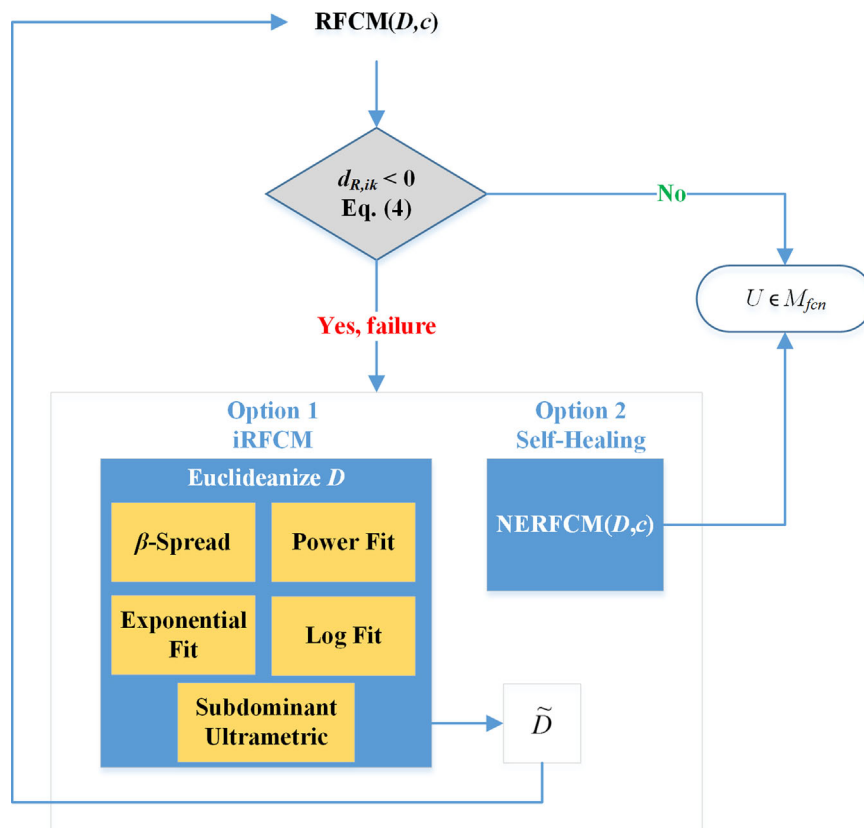 RFCM(D,c)
d_{R,ik} < 0
Eq. (4)
No
U ϵ M_{fcn}
Yes, failure
Option 1
iRFCM
Euclideanize D
β-Spread
Power Fit
Exponential
Fit
Log Fit
Subdominant
Ultrametric
Option 2
Self-Healing
NERFCM(D,c)
D̃